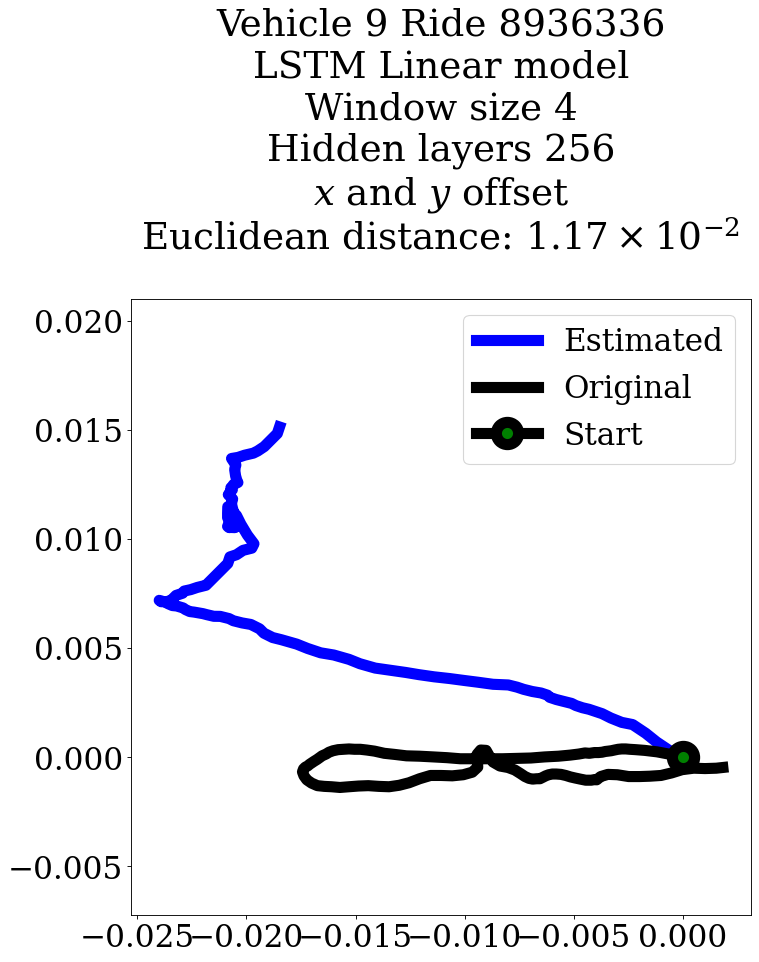 Vehicle 9 Ride 8936336
LSTM Linear model
Window size 4
Hidden layers 256
x and y offset
Euclidean distance: 1.17 × 10⁻²
Estimated
Original
Start
0.020
0.015
0.010
0.005
0.000
−0.005
−0.025 −0.020 −0.015 −0.010 −0.005 0.000